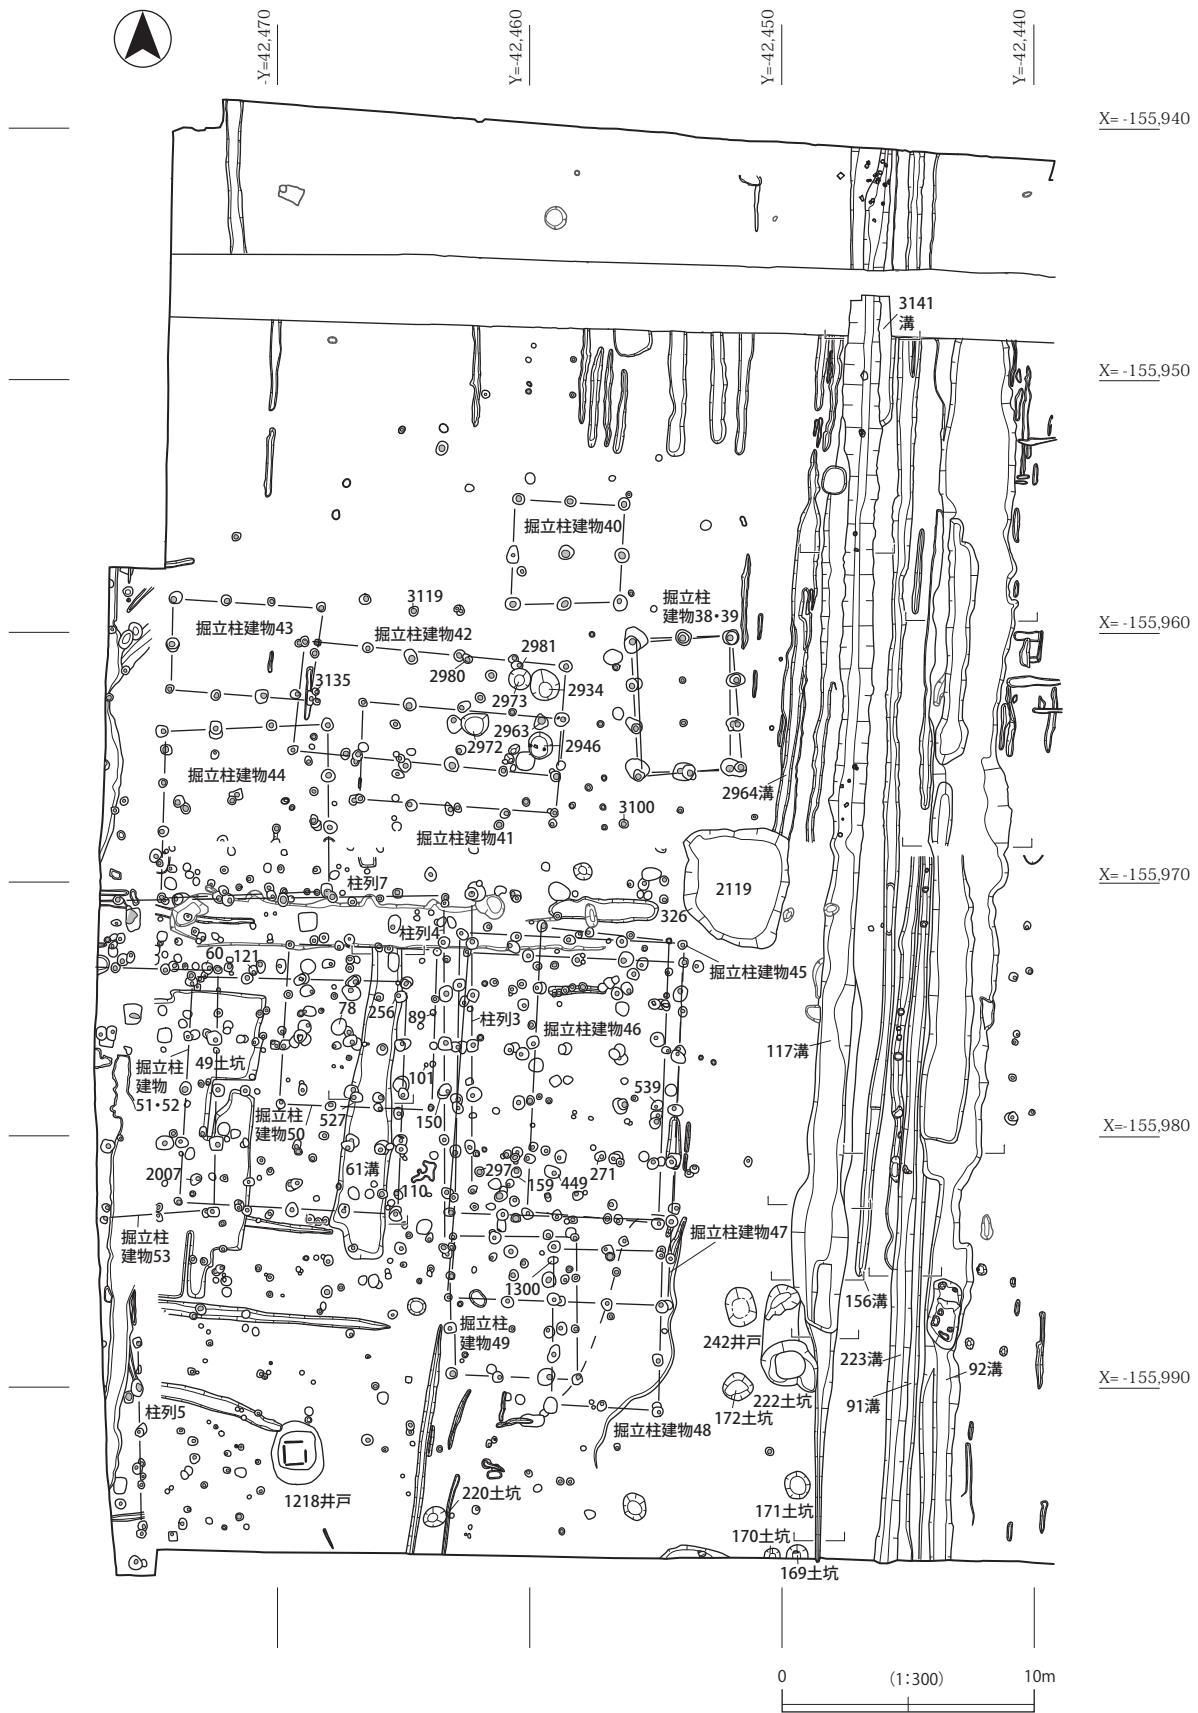 -Y=-42,470
Y=-42,460
Y=-42,450
Y=-42,440
X= -155,940
3141
溝
X= -155,950
掘立柱建物40
3119
掘立柱
建物38・39
掘立柱建物43
掘立柱建物42
X= -155,960
2981
2980
3135
2934
2973
2963
2972
2946
掘立柱建物44
2964溝
3100
掘立柱建物41
柱列7
X= -155,970
2119
326
柱列4
60
121
掘立柱建物45
78
256
89
柱列3
掘立柱建物46
117溝
掘立柱
建物
51・52
49土坑
101
539
掘立柱
建物50
527
150
X=-155,980
61溝
2007
297
159
449
271
110
掘立柱
建物53
掘立柱建物47
1300
156溝
掘立柱
建物49
242井戸
223溝
92溝
X= -155,990
222土坑
172土坑
91溝
柱列5
掘立柱建物48
1218井戸
220土坑
171土坑
170土坑
169土坑
0
(1:300)
10m